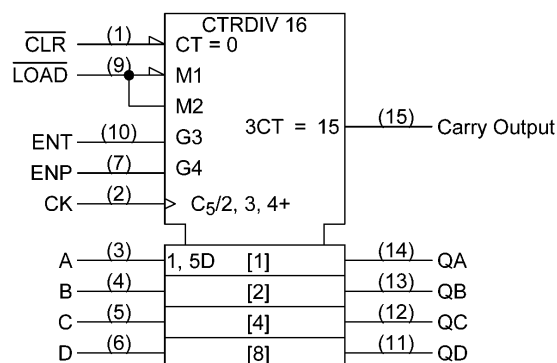 CTRDIV 16
CLR (1) CT = 0
LOAD (9) M1
M2
3CT = 15 (15) Carry Output
ENT (10) G3
ENP (7) G4
CK (2) C5/2, 3, 4+
A (3) 1, 5D [1] (14) QA
B (4) [2] (13) QB
C (5) [4] (12) QC
D (6) [8] (11) QD